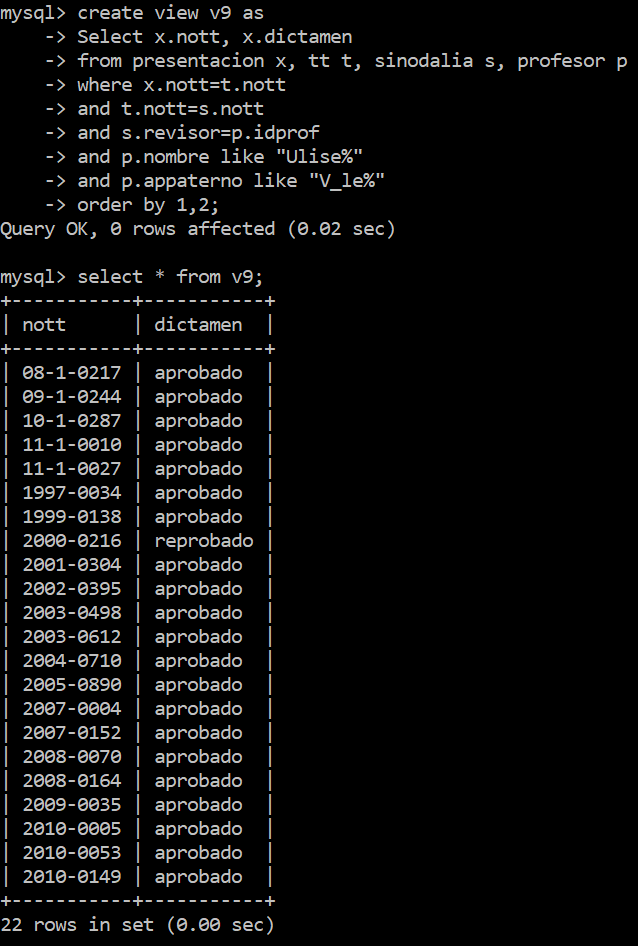 mysql> create view v9 as
    -> Select x.nott, x.dictamen
    -> from presentacion x, tt t, sinodalia s, profesor p
    -> where x.nott=t.nott
    -> and t.nott=s.nott
    -> and s.revisor=p.idprof
    -> and p.nombre like "Ulise%"
    -> and p.appaterno like "V_le%"
    -> order by 1,2;
Query OK, 0 rows affected (0.02 sec)

mysql> select * from v9;
+-----------+-----------+
| nott      | dictamen  |
+-----------+-----------+
| 08-1-0217 | aprobado  |
| 09-1-0244 | aprobado  |
| 10-1-0287 | aprobado  |
| 11-1-0010 | aprobado  |
| 11-1-0027 | aprobado  |
| 1997-0034 | aprobado  |
| 1999-0138 | aprobado  |
| 2000-0216 | reprobado |
| 2001-0304 | aprobado  |
| 2002-0395 | aprobado  |
| 2003-0498 | aprobado  |
| 2003-0612 | aprobado  |
| 2004-0710 | aprobado  |
| 2005-0890 | aprobado  |
| 2007-0004 | aprobado  |
| 2007-0152 | aprobado  |
| 2008-0070 | aprobado  |
| 2008-0164 | aprobado  |
| 2009-0035 | aprobado  |
| 2010-0005 | aprobado  |
| 2010-0053 | aprobado  |
| 2010-0149 | aprobado  |
+-----------+-----------+
22 rows in set (0.00 sec)